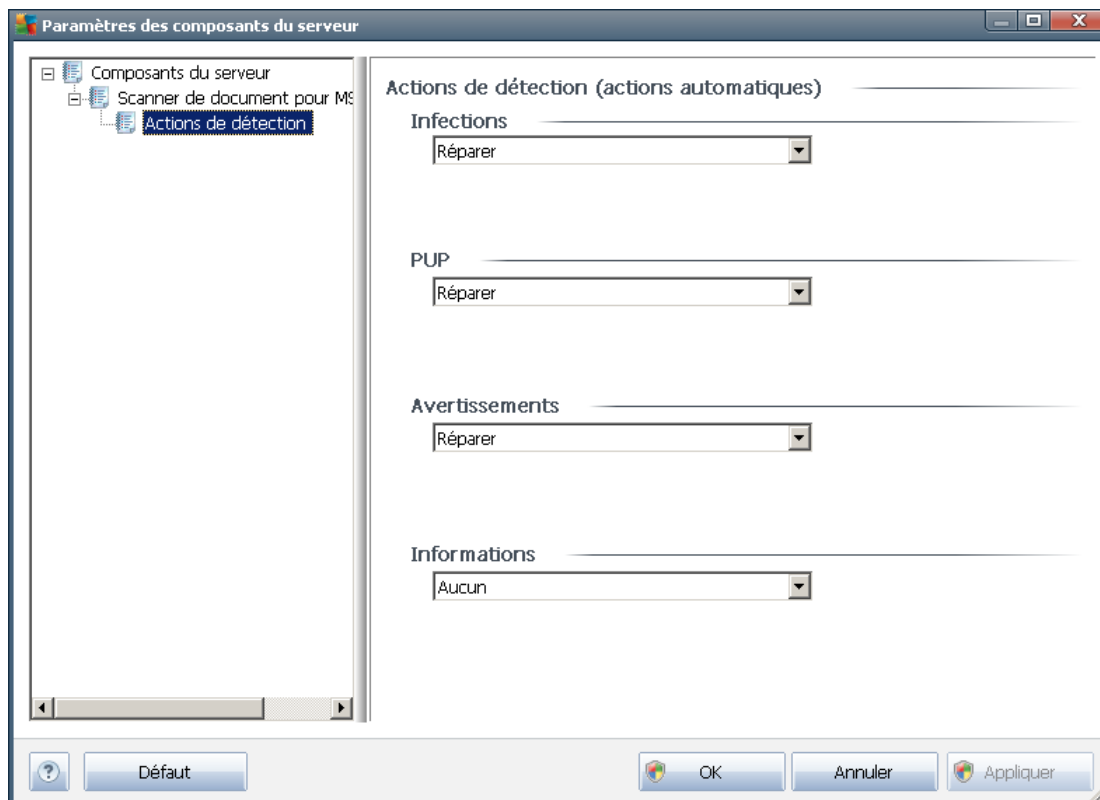 Paramètres des composants du serveur
Composants du serveur
Scanner de document pour MS
Actions de détection
Actions de détection (actions automatiques)
Infections
Réparer
PUP
Réparer
Avertissements
Réparer
Informations
Aucun
?
Défaut
OK
Annuler
Appliquer